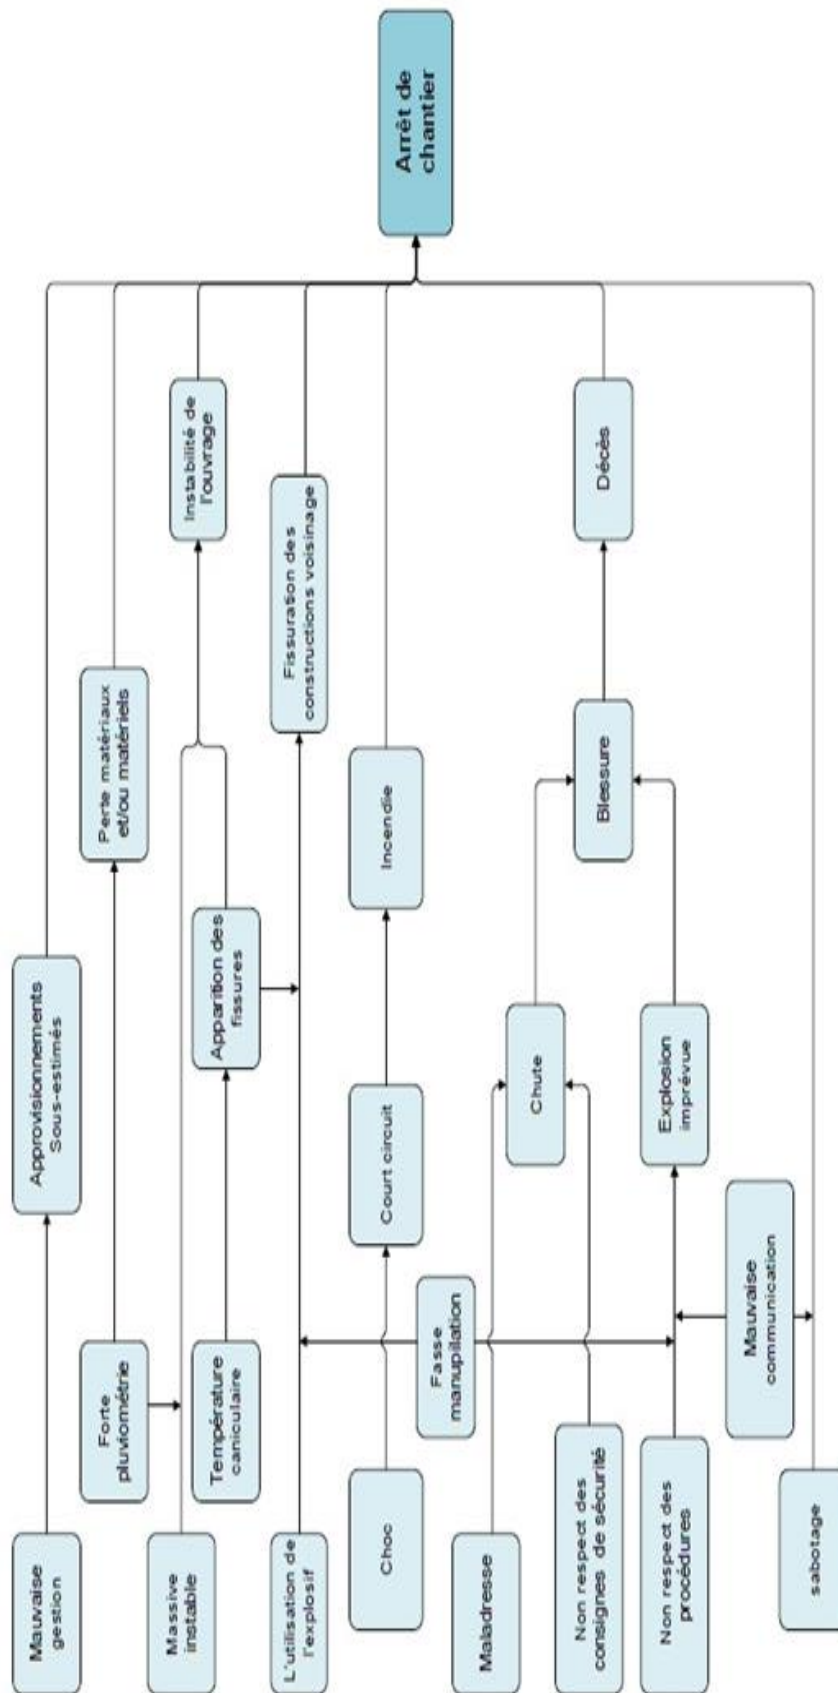 Arrêt de
chantier
Instabilité de
l'ouvrage
Décès
Fissuration des
constructions voisinage
Perte matériaux
et/ou matériels
Blessure
Incendie
Apparition des
fissures
Approvisionnements
Sous-estimés
Chute
Explosion
imprévue
Court circuit
Mauvaise
communication
Fasse
manupilation
Forte
pluviométrie
Température
caniculaire
Non respect des
consignes de sécurité
Non respect des
procédures
Choc
sabotage
Mauvaise
gestion
Massive
instable
L'utilisation de
l'explosif
Maladresse